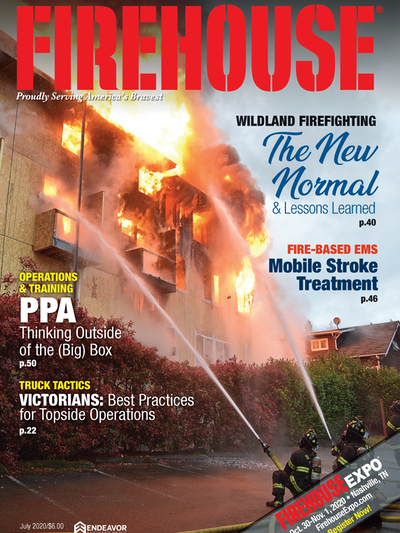 FIREHOUSE®
Proudly Serving America's Bravest
WILDLAND FIREFIGHTING
The New
Normal
& Lessons Learned
p.40
FIRE-BASED EMS
Mobile Stroke
Treatment
p.46
OPERATIONS
& TRAINING
PPA
Thinking Outside
of the (Big) Box
p.50
TRUCK TACTICS
VICTORIANS: Best Practices
for Topside Operations
p.22
FIREHOUSE EXPO®
Oct. 30-Nov. 1, 2020 • Nashville, TN
FirehouseExpo.com
Register Now!
July 2020/$6.00
ENDEAVOR